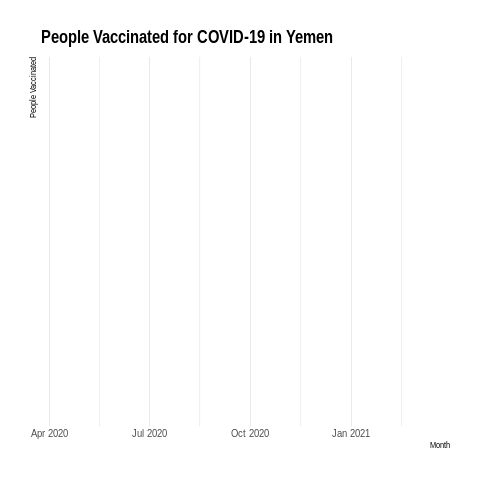 People Vaccinated for COVID-19 in Yemen
People Vaccinated
Apr 2020
Jul 2020
Oct 2020
Jan 2021
Month